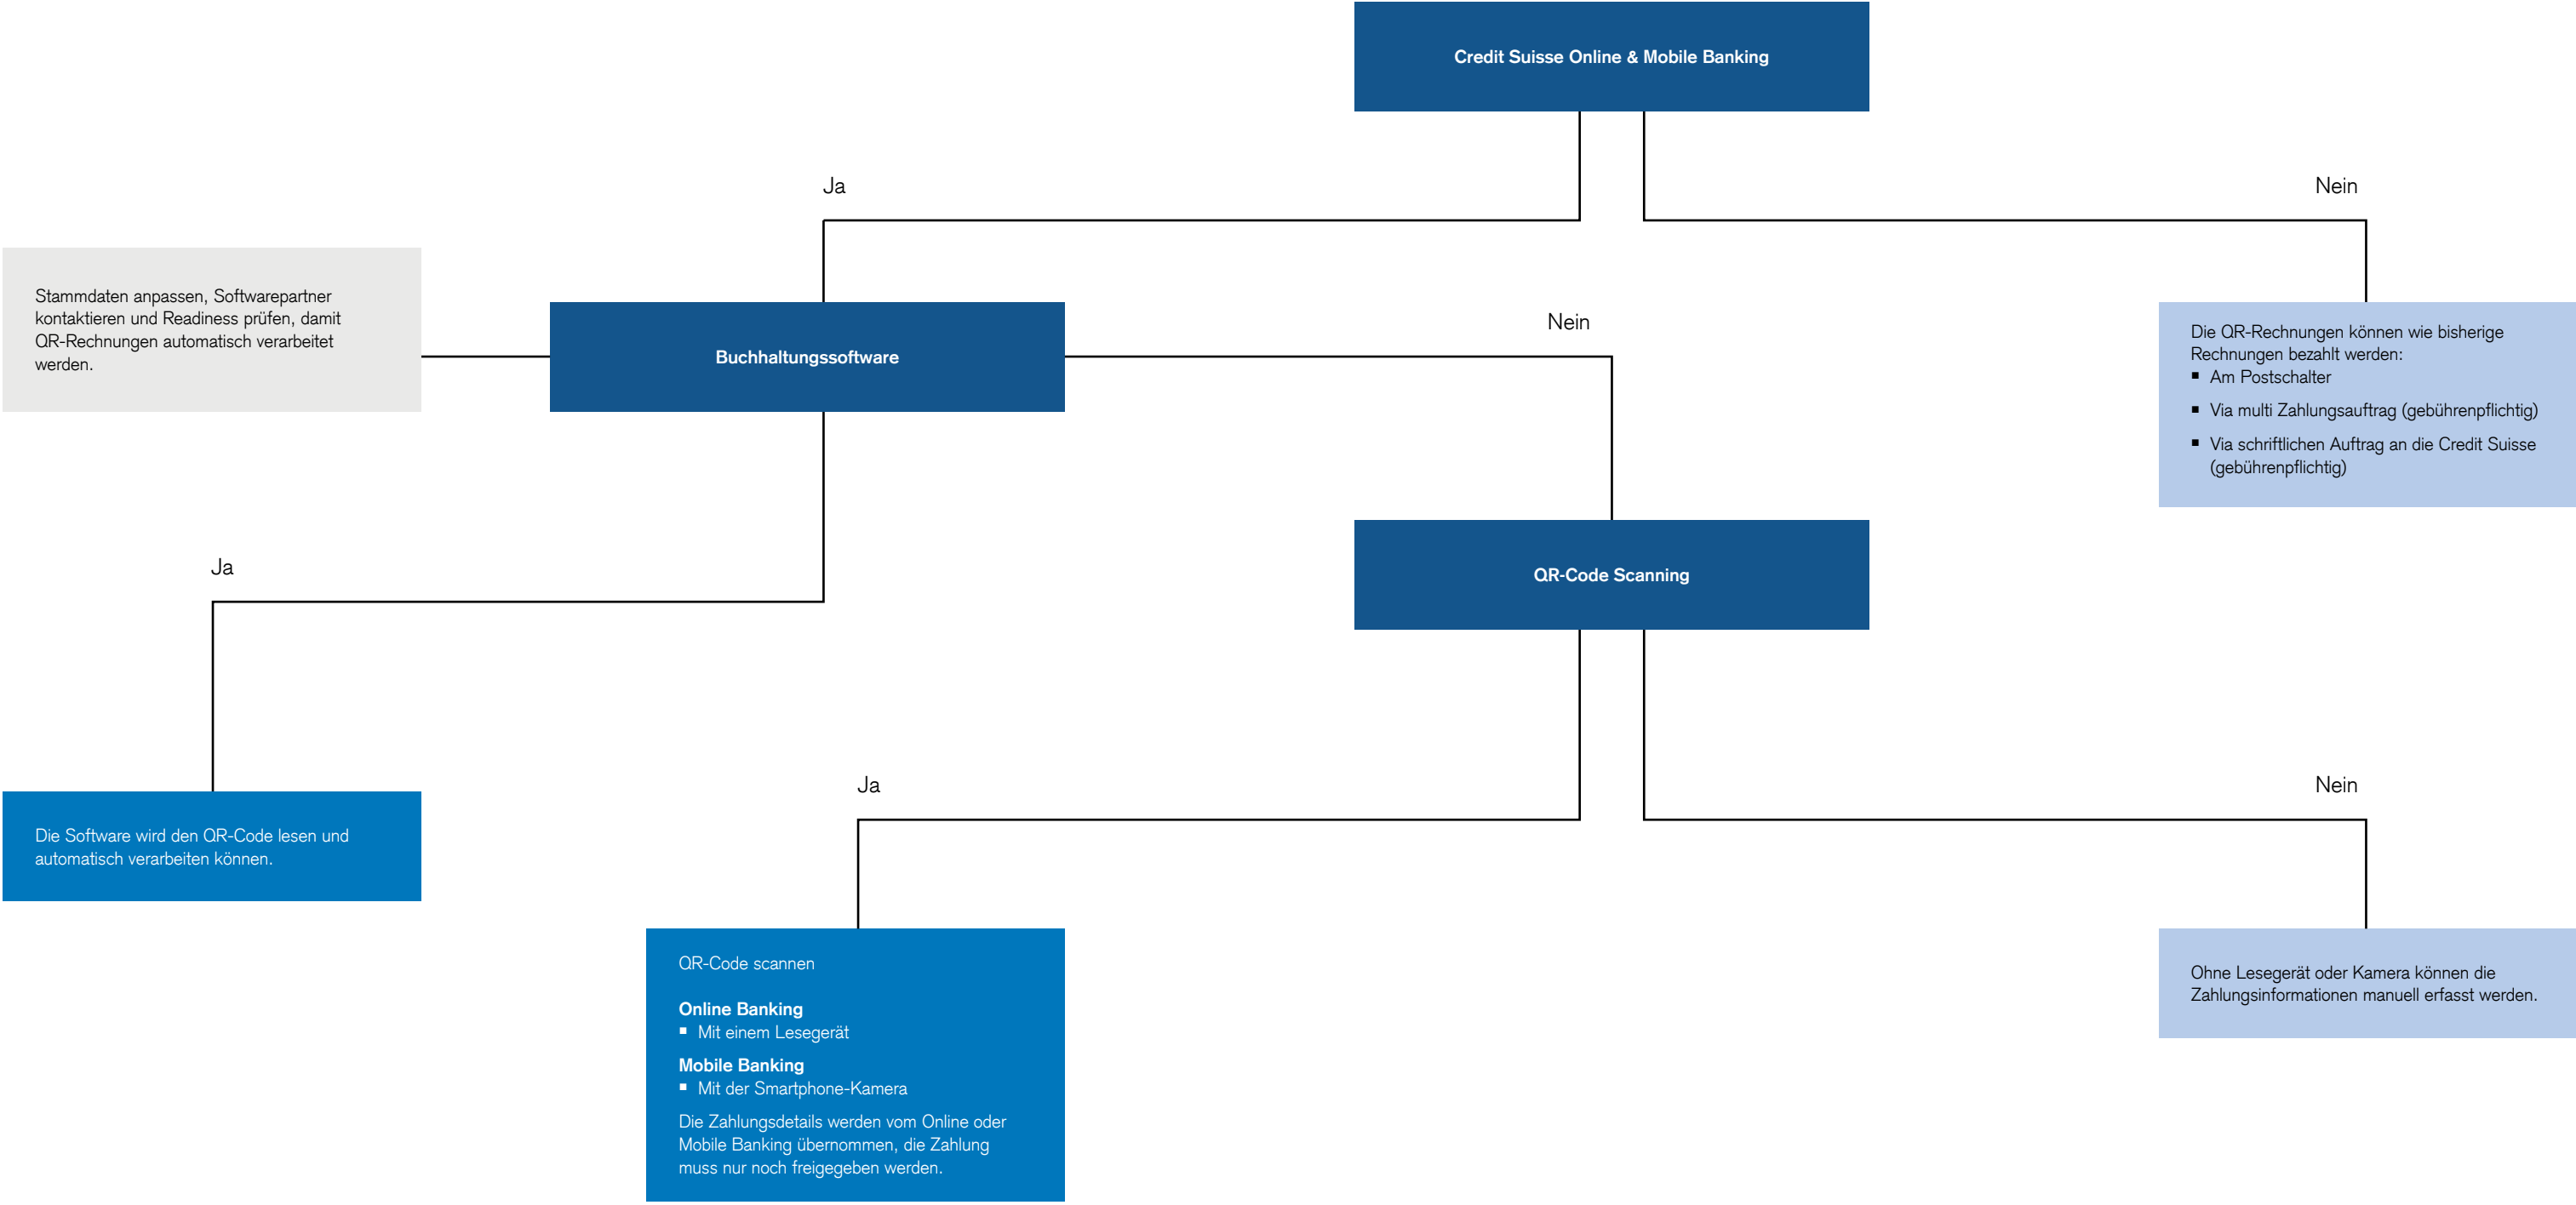 Credit Suisse Online & Mobile Banking
Ja
Nein
Stammdaten anpassen, Softwarepartner
kontaktieren und Readiness prüfen, damit
QR-Rechnungen automatisch verarbeitet
werden.
Buchhaltungssoftware
Nein
Die QR-Rechnungen können wie bisherige
Rechnungen bezahlt werden:
▪ Am Postschalter
▪ Via multi Zahlungsauftrag (gebührenpflichtig)
▪ Via schriftlichen Auftrag an die Credit Suisse
(gebührenpflichtig)
Ja
QR-Code Scanning
Ja
Nein
Die Software wird den QR-Code lesen und
automatisch verarbeiten können.
QR-Code scannen
Online Banking
▪ Mit einem Lesegerät
Mobile Banking
▪ Mit der Smartphone-Kamera
Die Zahlungsdetails werden vom Online oder
Mobile Banking übernommen, die Zahlung
muss nur noch freigegeben werden.
Ohne Lesegerät oder Kamera können die
Zahlungsinformationen manuell erfasst werden.